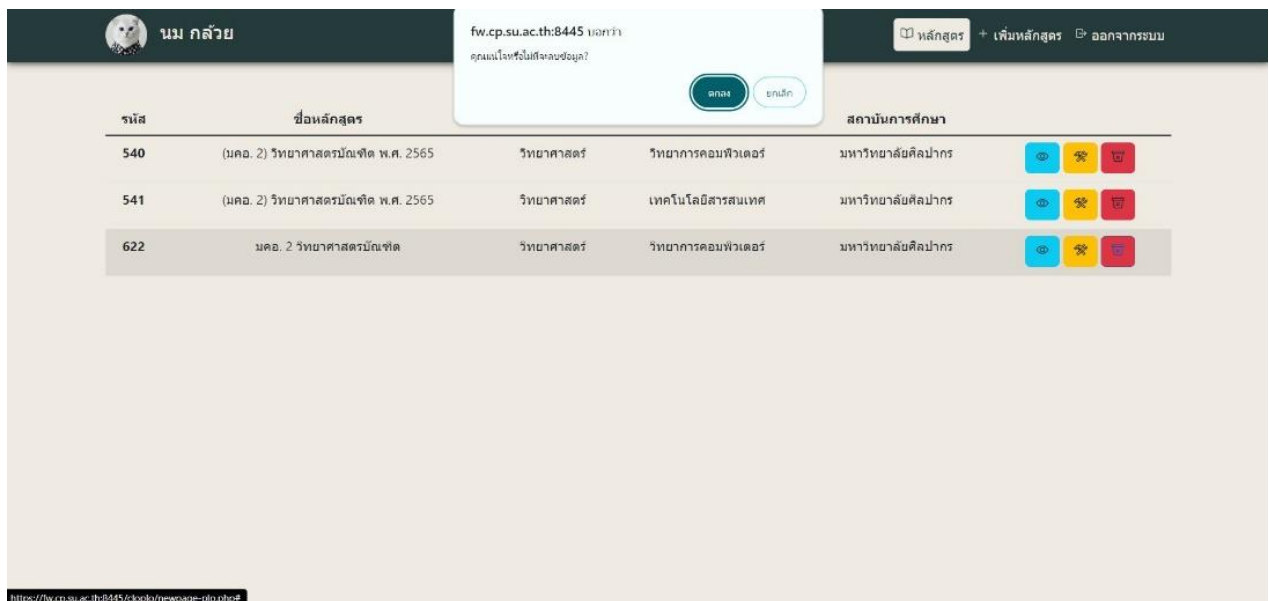 นม กล้วย
fw.cp.su.ac.th:8445 บอกว่า
คุณแน่ใจหรือไม่ที่จะลบข้อมูล?
ตกลง ยกเลิก
หลักสูตร + เพิ่มหลักสูตร ออกจากระบบ
รหัส ชื่อหลักสูตร สถาบันการศึกษา
540 (มคอ. 2) วิทยาศาสตรบัณฑิต พ.ศ. 2565 วิทยาศาสตร์ วิทยาการคอมพิวเตอร์ มหาวิทยาลัยศิลปากร
541 (มคอ. 2) วิทยาศาสตรบัณฑิต พ.ศ. 2565 วิทยาศาสตร์ เทคโนโลยีสารสนเทศ มหาวิทยาลัยศิลปากร
622 มคอ. 2 วิทยาศาสตรบัณฑิต วิทยาศาสตร์ วิทยาการคอมพิวเตอร์ มหาวิทยาลัยศิลปากร
https://fw.cp.su.ac.th:8445/cloplo/newpage-plo.php#